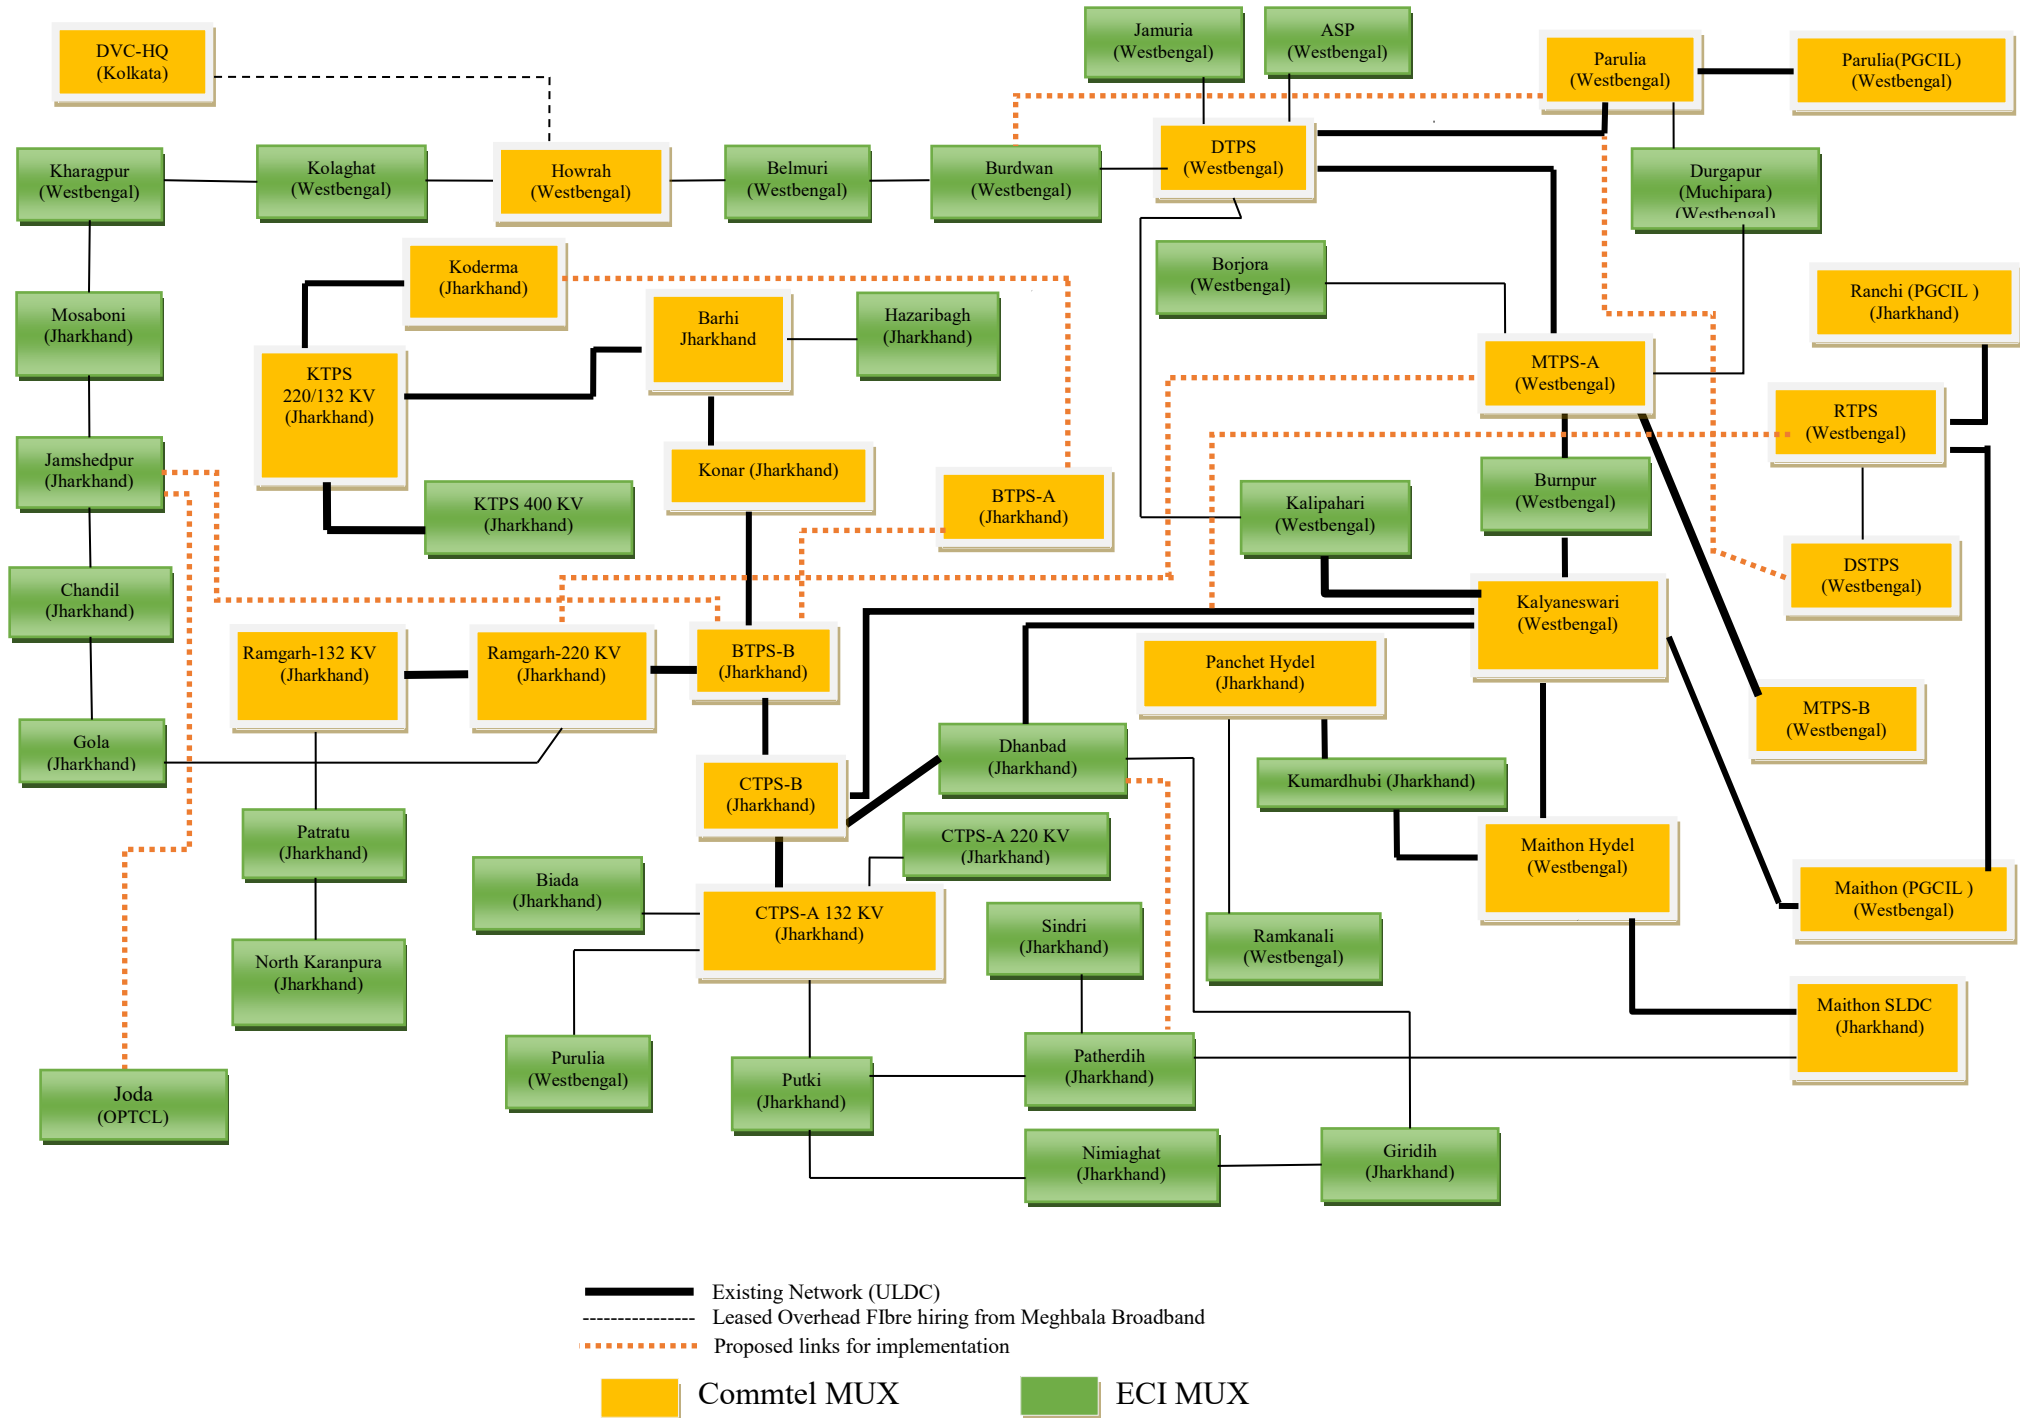 DVC-HQ
(Kolkata)
Jamuria
(Westbengal)
ASP
(Westbengal)
Parulia
(Westbengal)
Parulia(PGCIL)
(Westbengal)
Kharagpur
(Westbengal)
Kolaghat
(Westbengal)
Howrah
(Westbengal)
Belmuri
(Westbengal)
Burdwan
(Westbengal)
DTPS
(Westbengal)
Durgapur
(Muchipara)
(Westbengal)
Koderma
(Jharkhand)
Borjora
(Westbengal)
Ranchi (PGCIL )
(Jharkhand)
Mosaboni
(Jharkhand)
Barhi
Jharkhand
Hazaribagh
(Jharkhand)
KTPS
220/132 KV
(Jharkhand)
MTPS-A
(Westbengal)
RTPS
(Westbengal)
Jamshedpur
(Jharkhand)
Konar (Jharkhand)
KTPS 400 KV
(Jharkhand)
BTPS-A
(Jharkhand)
Kalipahari
(Westbengal)
Burnpur
(Westbengal)
DSTPS
(Westbengal)
Chandil
(Jharkhand)
Kalyaneswari
(Westbengal)
Ramgarh-132 KV
(Jharkhand)
Ramgarh-220 KV
(Jharkhand)
BTPS-B
(Jharkhand)
Panchet Hydel
(Jharkhand)
MTPS-B
(Westbengal)
Gola
(Jharkhand)
Dhanbad
(Jharkhand)
CTPS-B
(Jharkhand)
Kumardhubi (Jharkhand)
Patratu
(Jharkhand)
CTPS-A 220 KV
(Jharkhand)
Maithon Hydel
(Westbengal)
Biada
(Jharkhand)
CTPS-A 132 KV
(Jharkhand)
Maithon (PGCIL )
(Westbengal)
Sindri
(Jharkhand)
Ramkanali
(Westbengal)
North Karanpura
(Jharkhand)
Maithon SLDC
(Jharkhand)
Purulia
(Westbengal)
Putki
(Jharkhand)
Patherdih
(Jharkhand)
Joda
(OPTCL)
Nimiaghat
(Jharkhand)
Giridih
(Jharkhand)
Existing Network (ULDC)
Leased Overhead FIbre hiring from Meghbala Broadband
Proposed links for implementation
Commtel MUX
ECI MUX